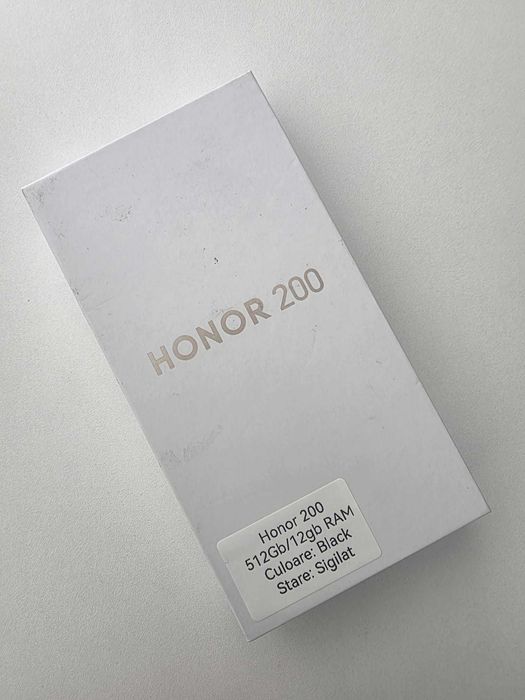 HONOR 200
Honor 200
512Gb/12gb RAM
Culoare: Black
Stare: Sigilat